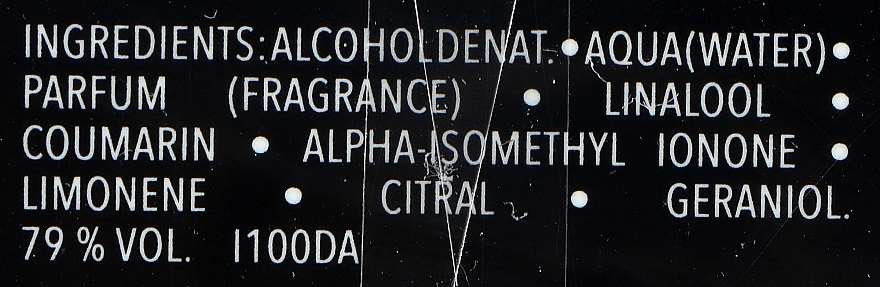 INGREDIENTS:ALCOHOLDENAT.•AQUA(WATER)•
PARFUM (FRAGRANCE) • LINALOOL •
COUMARIN • ALPHA-ISOMETHYL IONONE •
LIMONENE • CITRAL • GERANIOL.
79 % VOL. I100DA